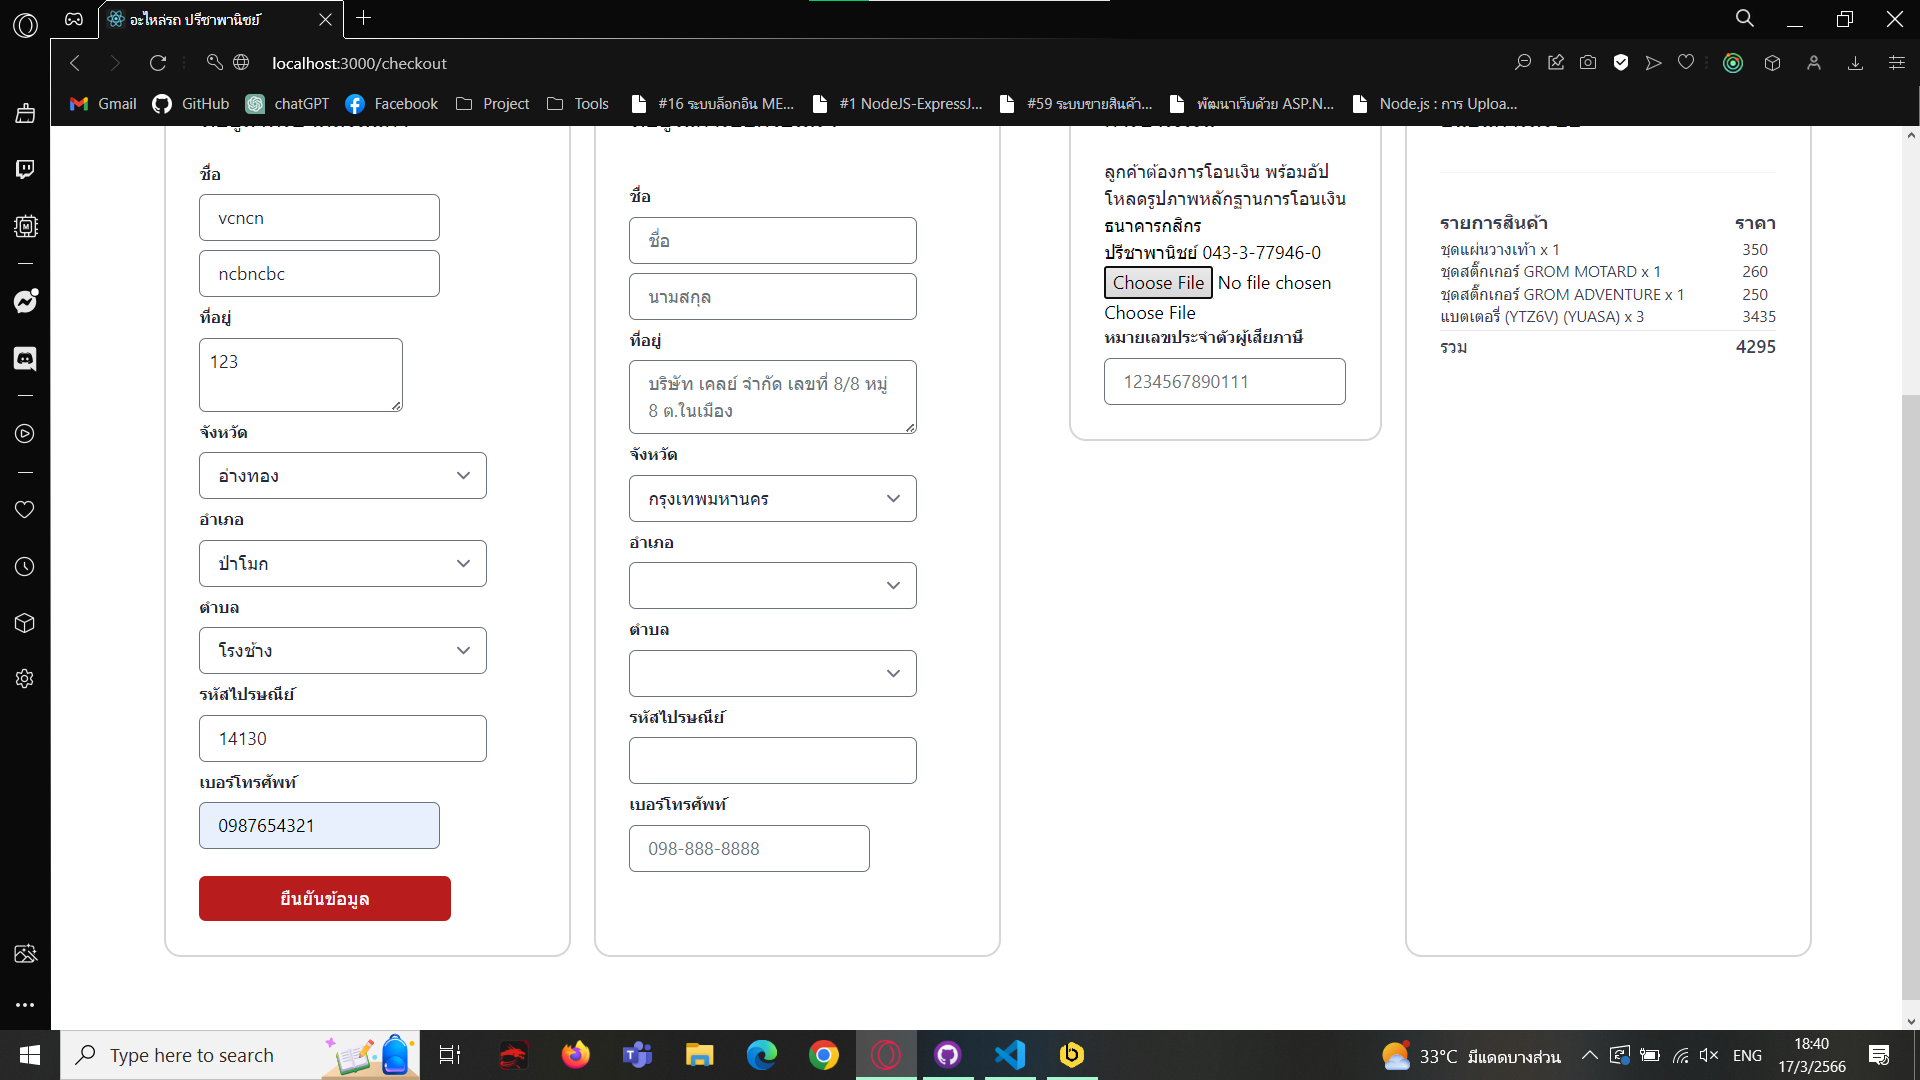 อะไหล่รถ ปรีชาพานิชย์
localhost:3000/checkout
Gmail
GitHub
chatGPT
Facebook
Project
Tools
#16 ระบบล็อกอิน ME...
#1 NodeJS-ExpressJ...
#59 ระบบขายสินค้า...
พัฒนาเว็บด้วย ASP.N...
Node.js : การ Uploa...
ชื่อ
vcncn
ncbncbc
ที่อยู่
123
จังหวัด
อ่างทอง
อำเภอ
ป่าโมก
ตำบล
โรงช้าง
รหัสไปรษณีย์
14130
เบอร์โทรศัพท์
0987654321
ยืนยันข้อมูล
ชื่อ
ชื่อ
นามสกุล
ที่อยู่
บริษัท เคลย์ จำกัด เลขที่ 8/8 หมู่
8 ต.ในเมือง
จังหวัด
กรุงเทพมหานคร
อำเภอ
ตำบล
รหัสไปรษณีย์
เบอร์โทรศัพท์
098-888-8888
ลูกค้าต้องการโอนเงิน พร้อมอัป
โหลดรูปภาพหลักฐานการโอนเงิน
ธนาคารกสิกร
ปรีชาพานิชย์ 043-3-77946-0
Choose File No file chosen
Choose File
หมายเลขประจำตัวผู้เสียภาษี
1234567890111
รายการสินค้า ราคา
ชุดแผ่นวางเท้า x 1 350
ชุดสติ๊กเกอร์ GROM MOTARD x 1 260
ชุดสติ๊กเกอร์ GROM ADVENTURE x 1 250
แบตเตอรี่ (YTZ6V) (YUASA) x 3 3435
รวม 4295
Type here to search
33°C มีแดดบางส่วน
ENG
18:40
17/3/2566